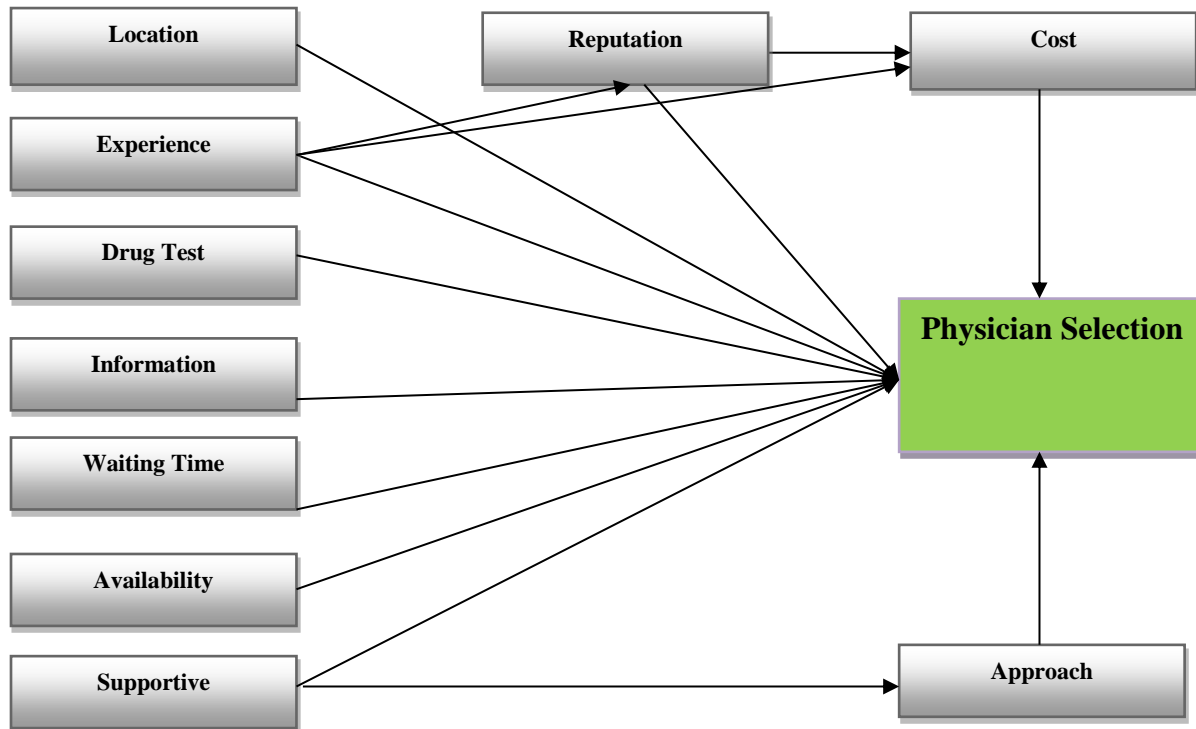 Location
Reputation
Cost
Experience
Drug Test
Information
Physician Selection
Waiting Time
Availability
Supportive
Approach